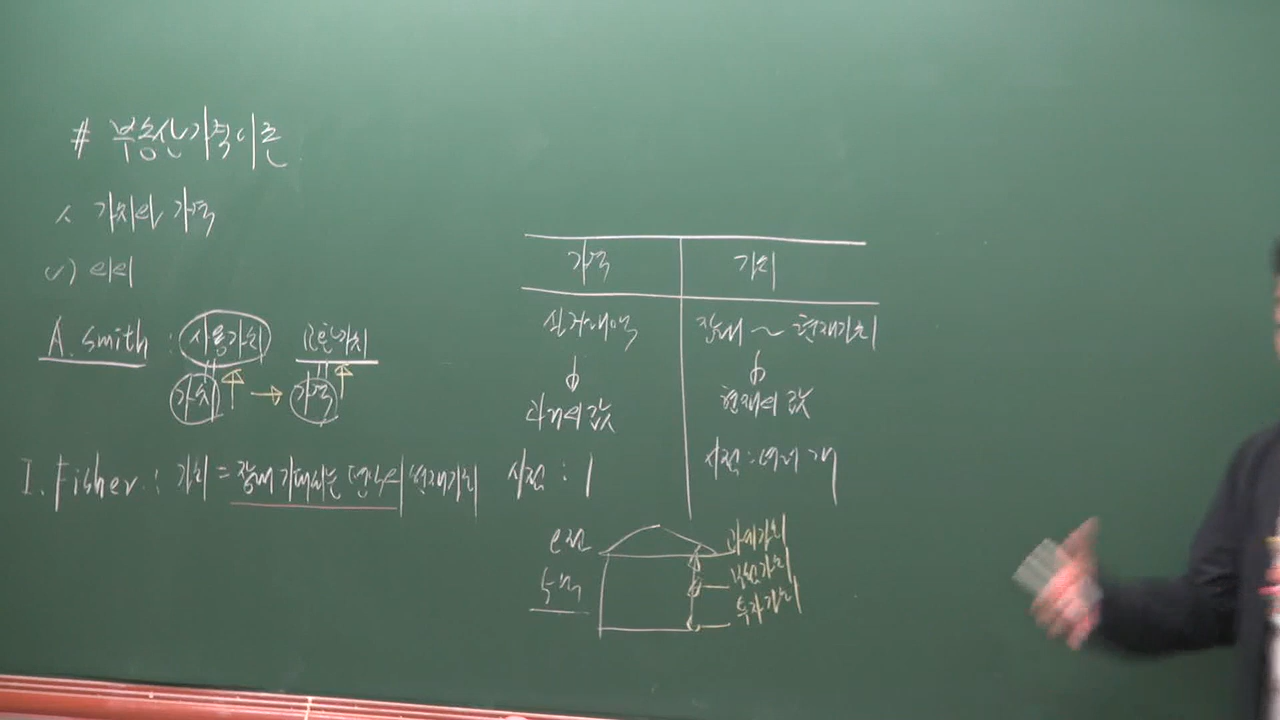 # 부동산가격이론
1. 가치와 가격
1) 의의
A. Smith : 사용가치 교환가치
가치 ↑ → 가격 ↑
I. Fisher : 가치 = 장래 기대되는 편익의 현재가치
가격 가치
실거래액 장래 ~ 현재가치
과거의 값 현재의 값
시점 : 1 시점 : 여러 개
과세가치
보험가치
투자가치